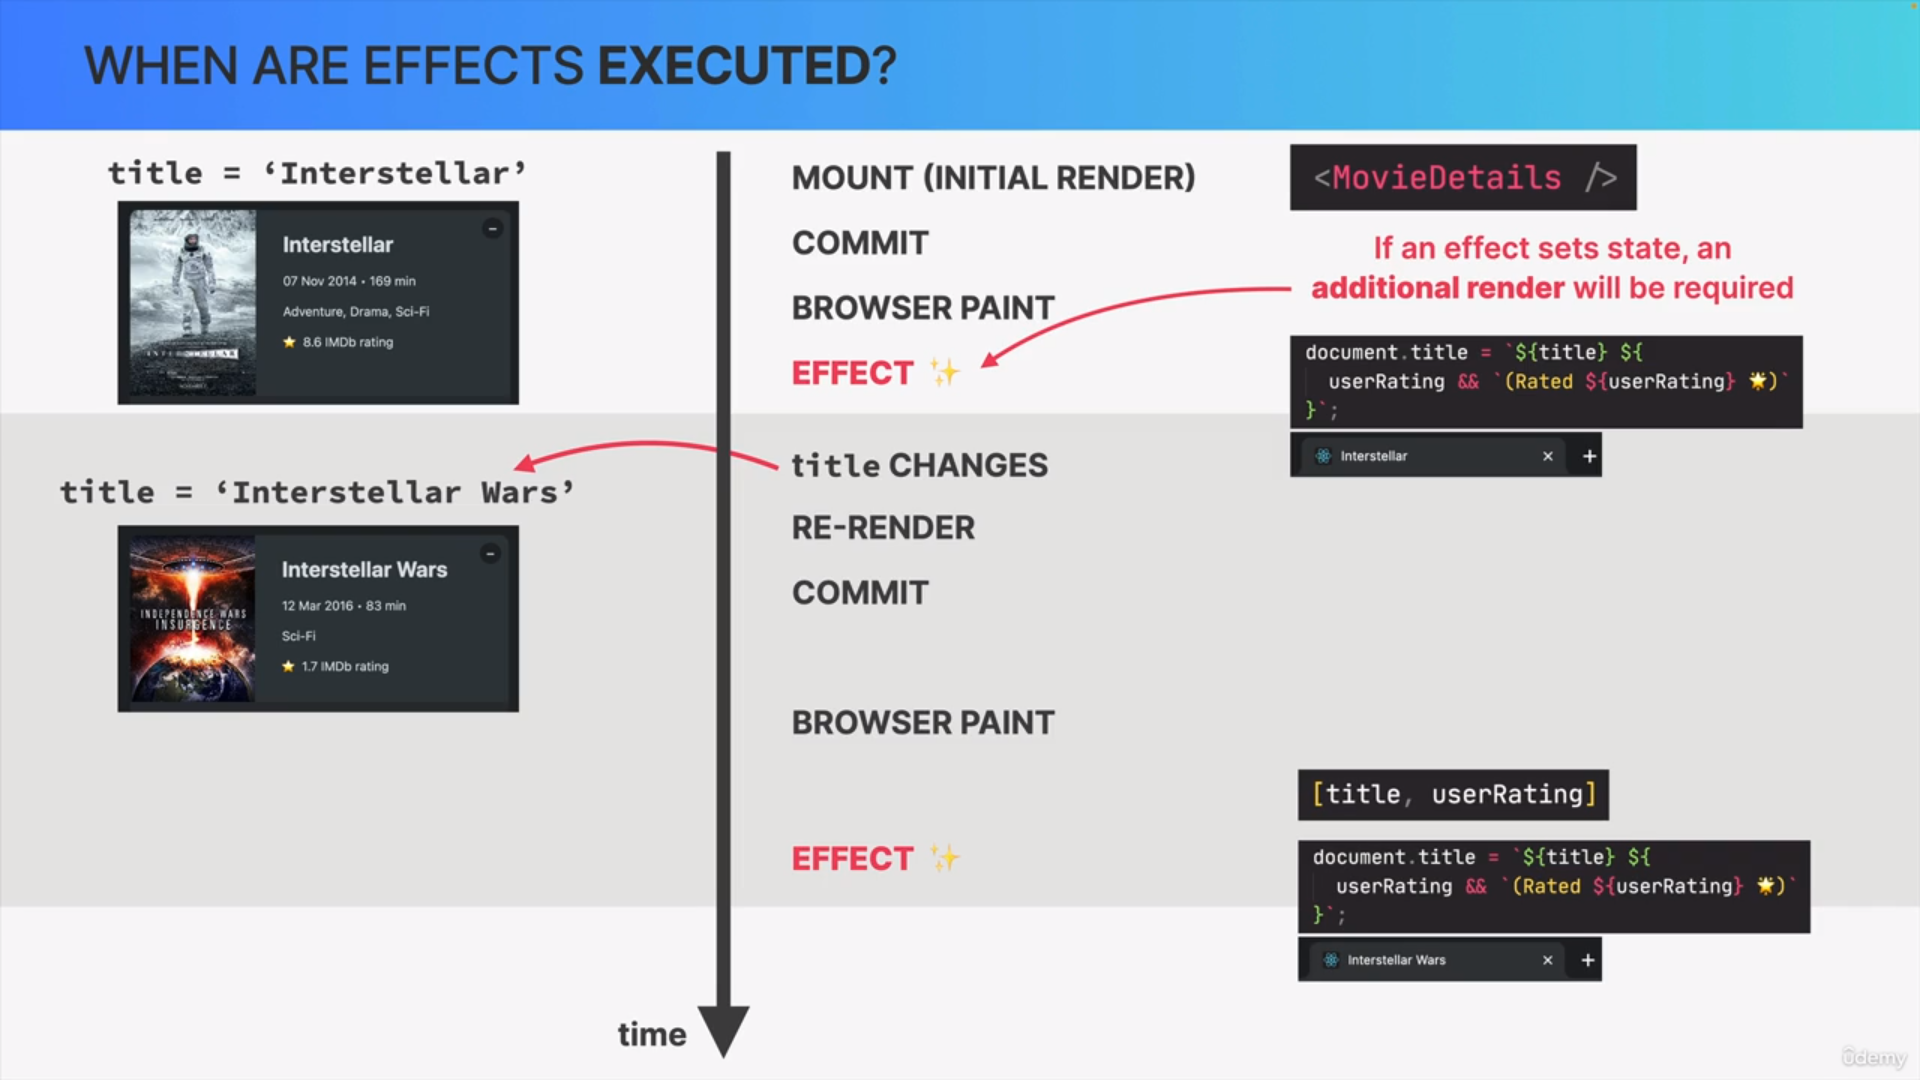 WHEN ARE EFFECTS EXECUTED?
title = ‘Interstellar’
Interstellar
07 Nov 2014 • 169 min
Adventure, Drama, Sci-Fi
⭐ 8.6 IMDb rating
INTERSTELLAR
MOUNT (INITIAL RENDER)
COMMIT
BROWSER PAINT
EFFECT ✨
<MovieDetails />
If an effect sets state, an
additional render will be required
document.title = `${title} ${
userRating && `(Rated ${userRating} 🌟)`
}`;
Interstellar × +
title = ‘Interstellar Wars’
Interstellar Wars
12 Mar 2016 • 83 min
Sci-Fi
⭐ 1.7 IMDb rating
INDEPENDENCE WARS
INSURGENCE
title CHANGES
RE-RENDER
COMMIT
BROWSER PAINT
EFFECT ✨
[title, userRating]
document.title = `${title} ${
userRating && `(Rated ${userRating} 🌟)`
}`;
Interstellar Wars × +
time
ûdemy